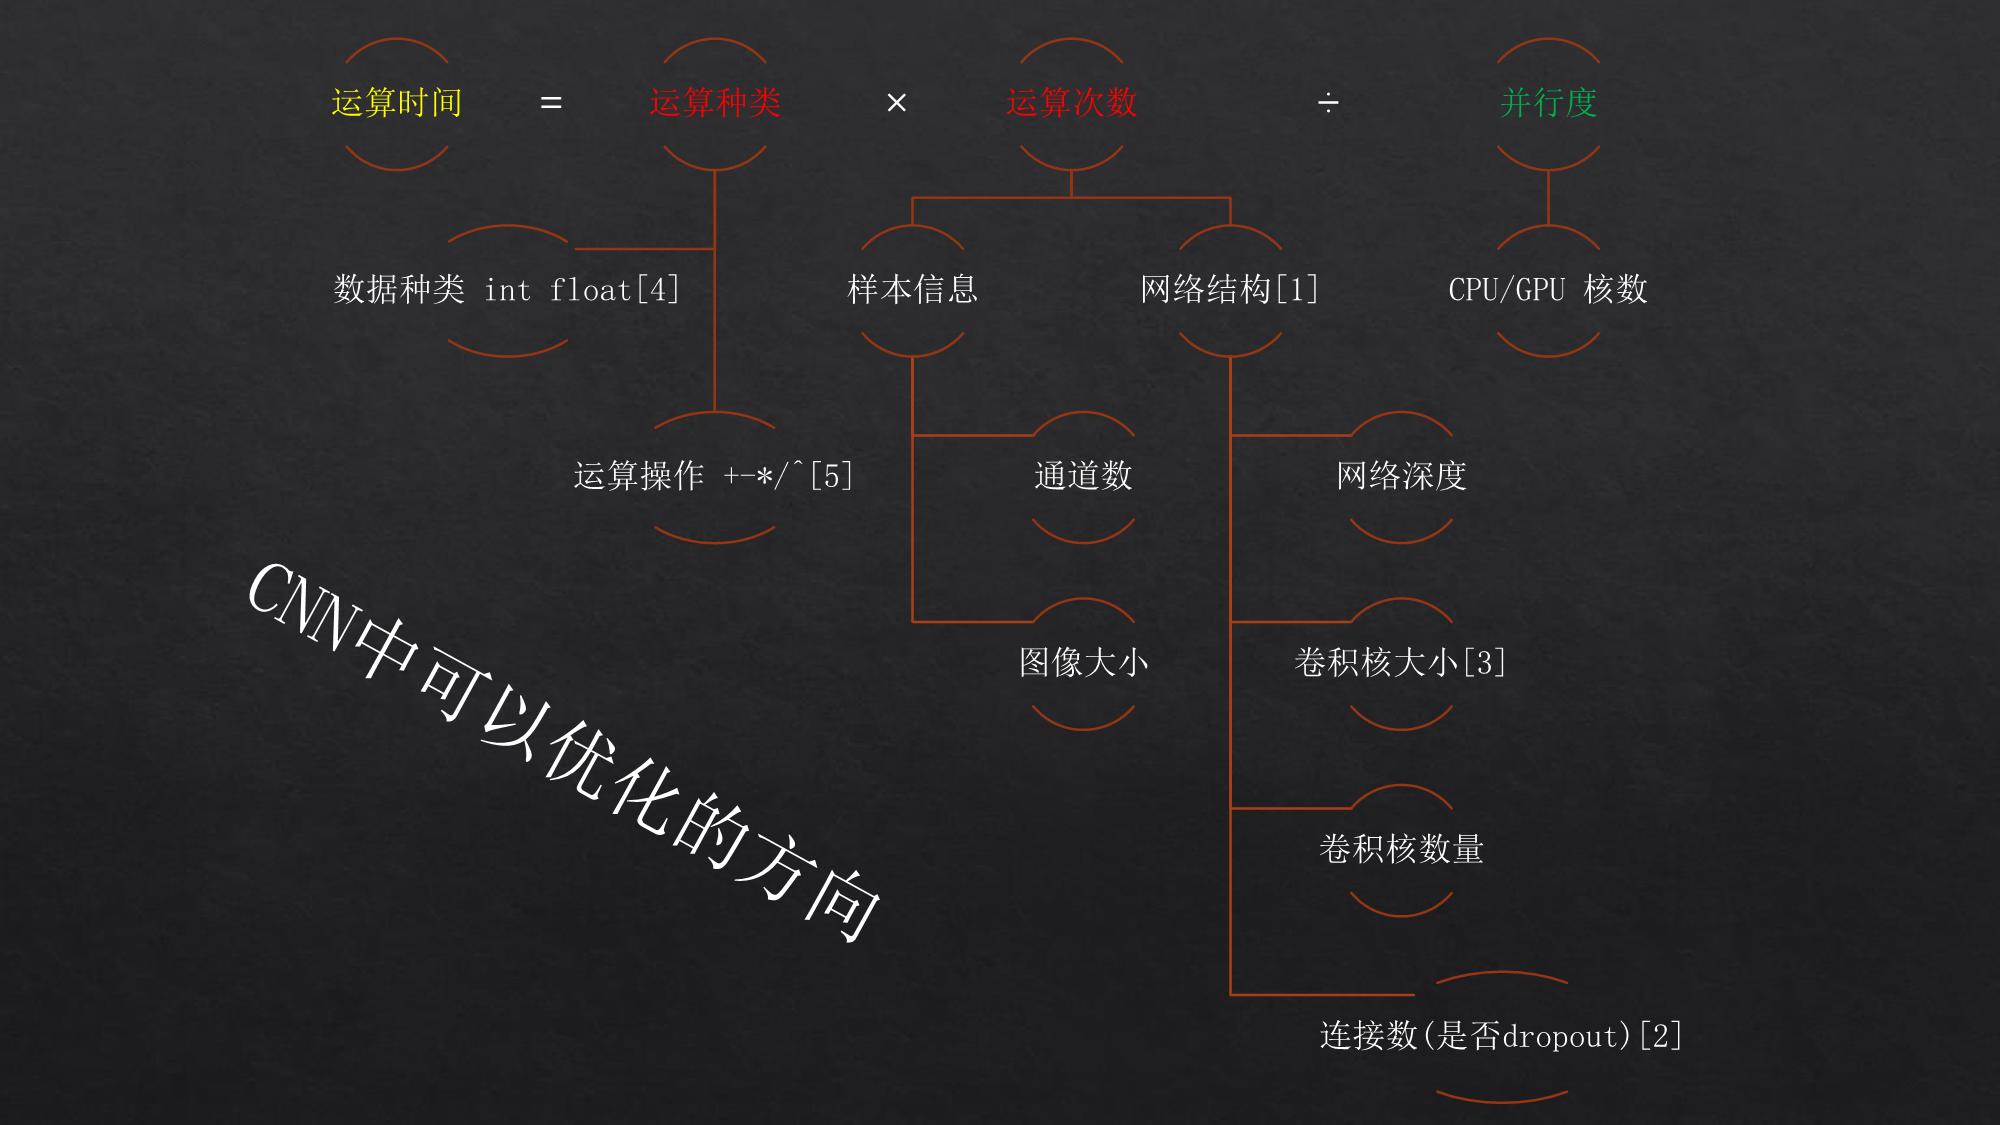 运算时间 = 运算种类 × 运算次数 ÷ 并行度
数据种类 int float[4]
样本信息
网络结构[1]
CPU/GPU 核数
运算操作 +-*/^[5]
通道数
网络深度
图像大小
卷积核大小[3]
卷积核数量
连接数(是否dropout)[2]
CNN中可以优化的方向